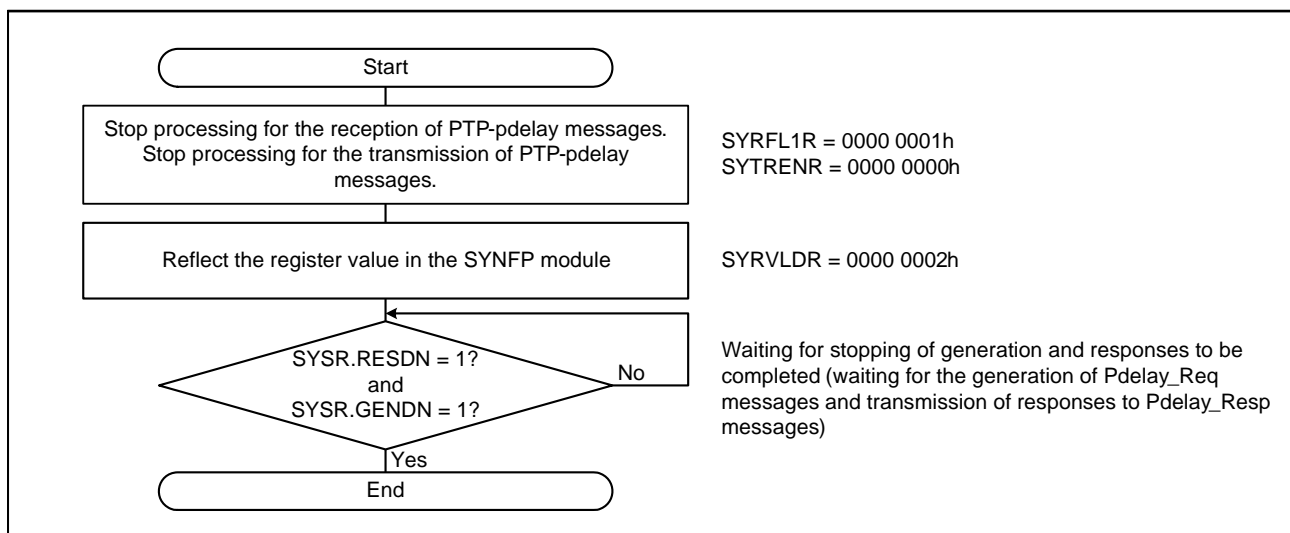 Start
Stop processing for the reception of PTP-pdelay messages.
Stop processing for the transmission of PTP-pdelay
messages.
SYRFL1R = 0000 0001h
SYTRENR = 0000 0000h
Reflect the register value in the SYNFP module
SYRVLDR = 0000 0002h
SYSR.RESDN = 1?
and
SYSR.GENDN = 1?
No
Waiting for stopping of generation and responses to be
completed (waiting for the generation of Pdelay_Req
messages and transmission of responses to Pdelay_Resp
messages)
Yes
End